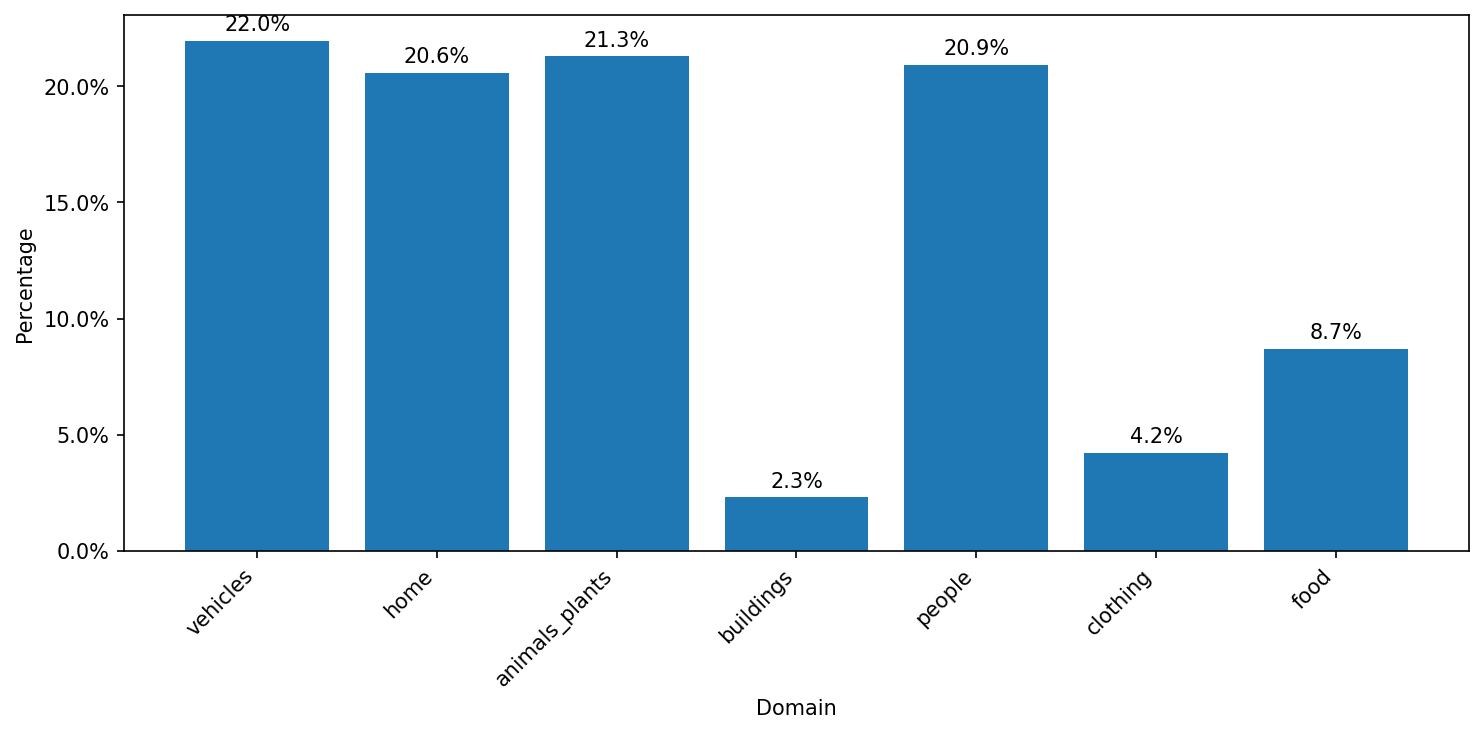 22.0%
20.6%
21.3%
2.3%
20.9%
4.2%
8.7%
20.0%
15.0%
10.0%
5.0%
0.0%
Percentage
vehicles
home
animals_plants
buildings
people
clothing
food
Domain